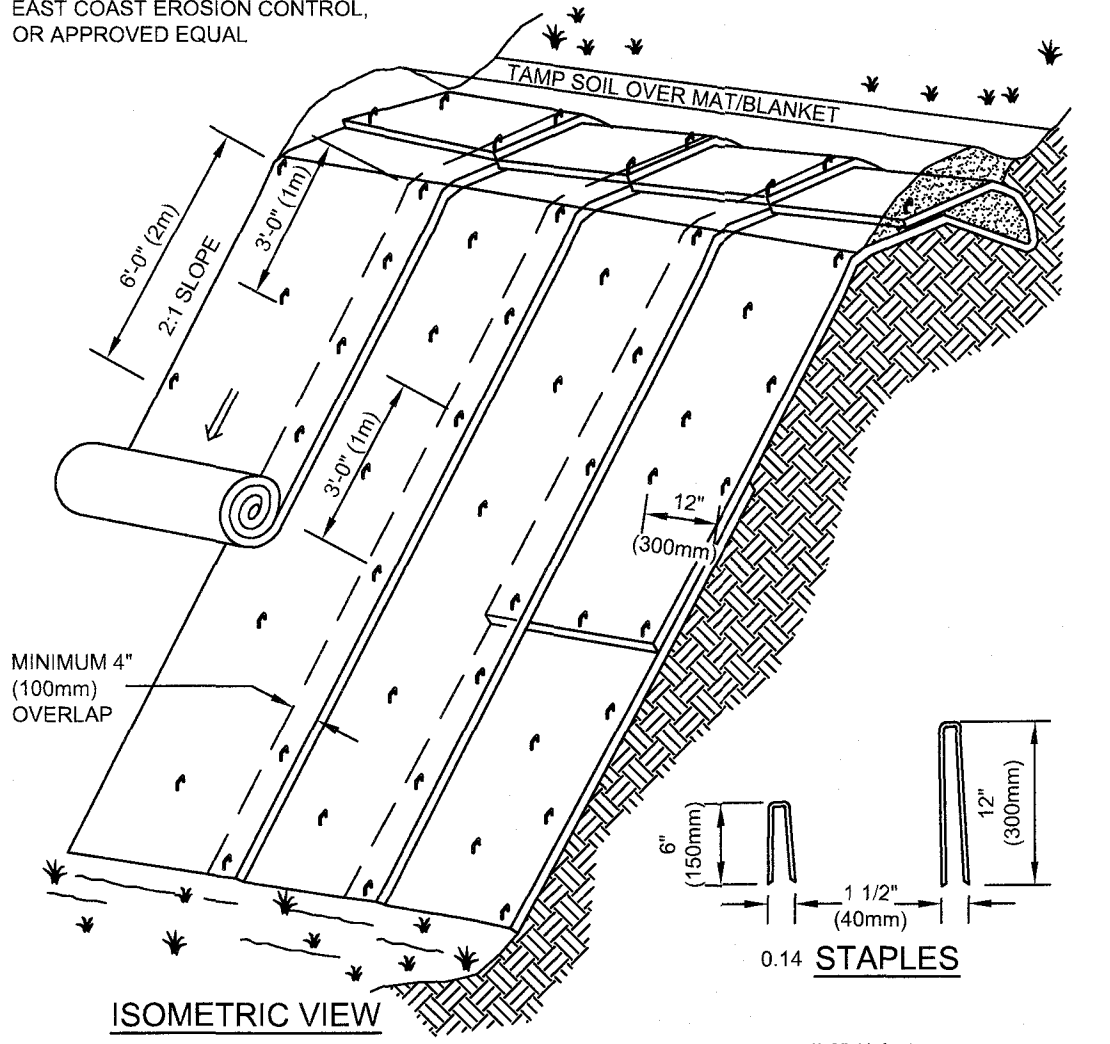 EAST COAST EROSION CONTROL,
OR APPROVED EQUAL
TAMP SOIL OVER MAT/BLANKET
6'-0" (2m)
3'-0" (1m)
2:1 SLOPE
3'-0" (1m)
12"
(300mm)
MINIMUM 4"
(100mm)
OVERLAP
6"
(150mm)
12"
(300mm)
1 1/2"
(40mm)
0.14 STAPLES
ISOMETRIC VIEW